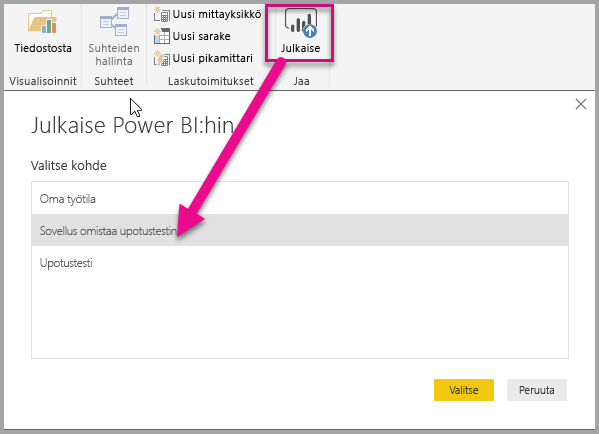 Tiedostosta
Visualisoinnit
Suhteiden
hallinta
Suhteet
Uusi mittayksikkö
Uusi sarake
Uusi pikamittari
Laskutoimitukset
Julkaise
Jaa
Julkaise Power BI:hin
Valitse kohde
Oma työtila
Sovellus omistaa upotustestin
Upotustesti
Valitse
Peruuta